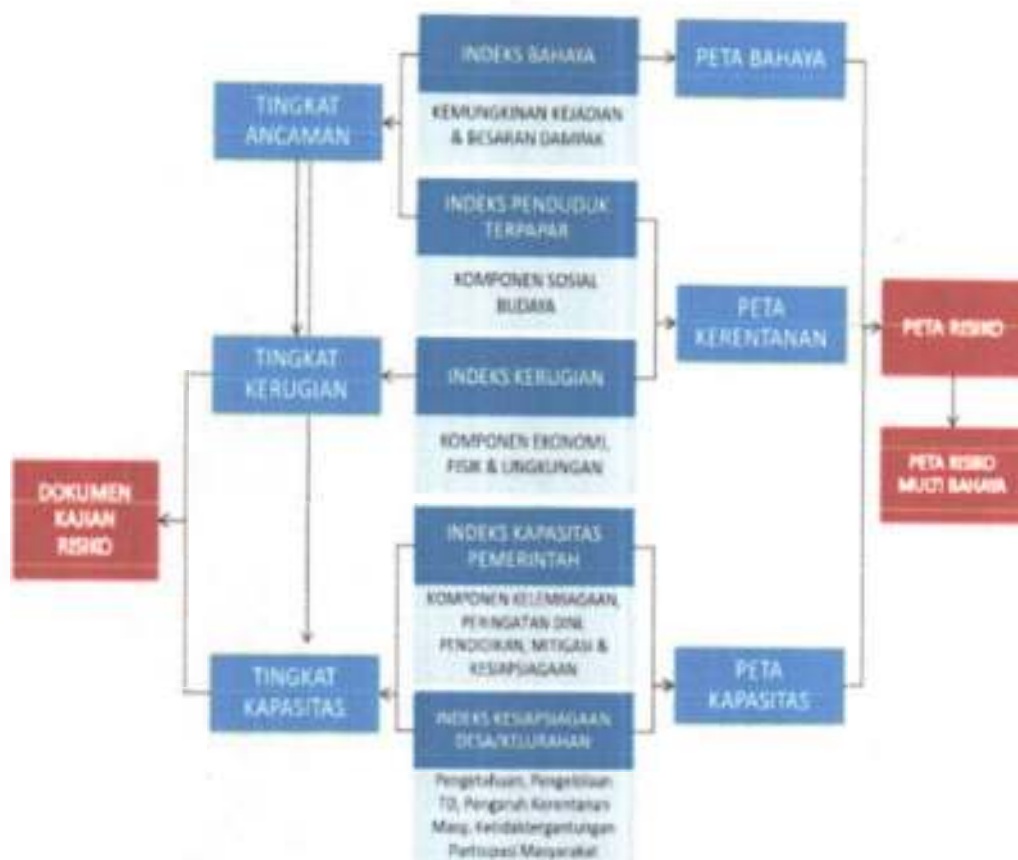 INDEKS BAHAYA
KEMUNGKINAN KEJADIAN
& BESARAN DAMPAK
PETA BAHAYA
TINGKAT
ANCAMAN
INDEKS PENDUDUK
TERPAPAR
KOMPONEN SOSIAL
BUDAYA
PETA
KERENTANAN
PETA RISIKO
TINGKAT
KERUGIAN
INDEKS KERUGIAN
KOMPONEN EKONOMI,
FISIK & LINGKUNGAN
PETA RISIKO
MULTI BAHAYA
DOKUMEN
KAJIAN
RISIKO
INDEKS KAPASITAS
PEMERINTAH
KOMPONEN KELEMBAGAAN,
PERINGATAN DINI,
PENDIDIKAN, MITIGASI &
KESIAPSIAGAAN
TINGKAT
KAPASITAS
PETA
KAPASITAS
INDEKS KESIAPSIAGAAN
DESA/KELURAHAN
Pengetahuan, Pengelolaan
TD, Pengaruh Kerentanan
Masy, Ketidaktergantungan
Partisipasi Masyarakat